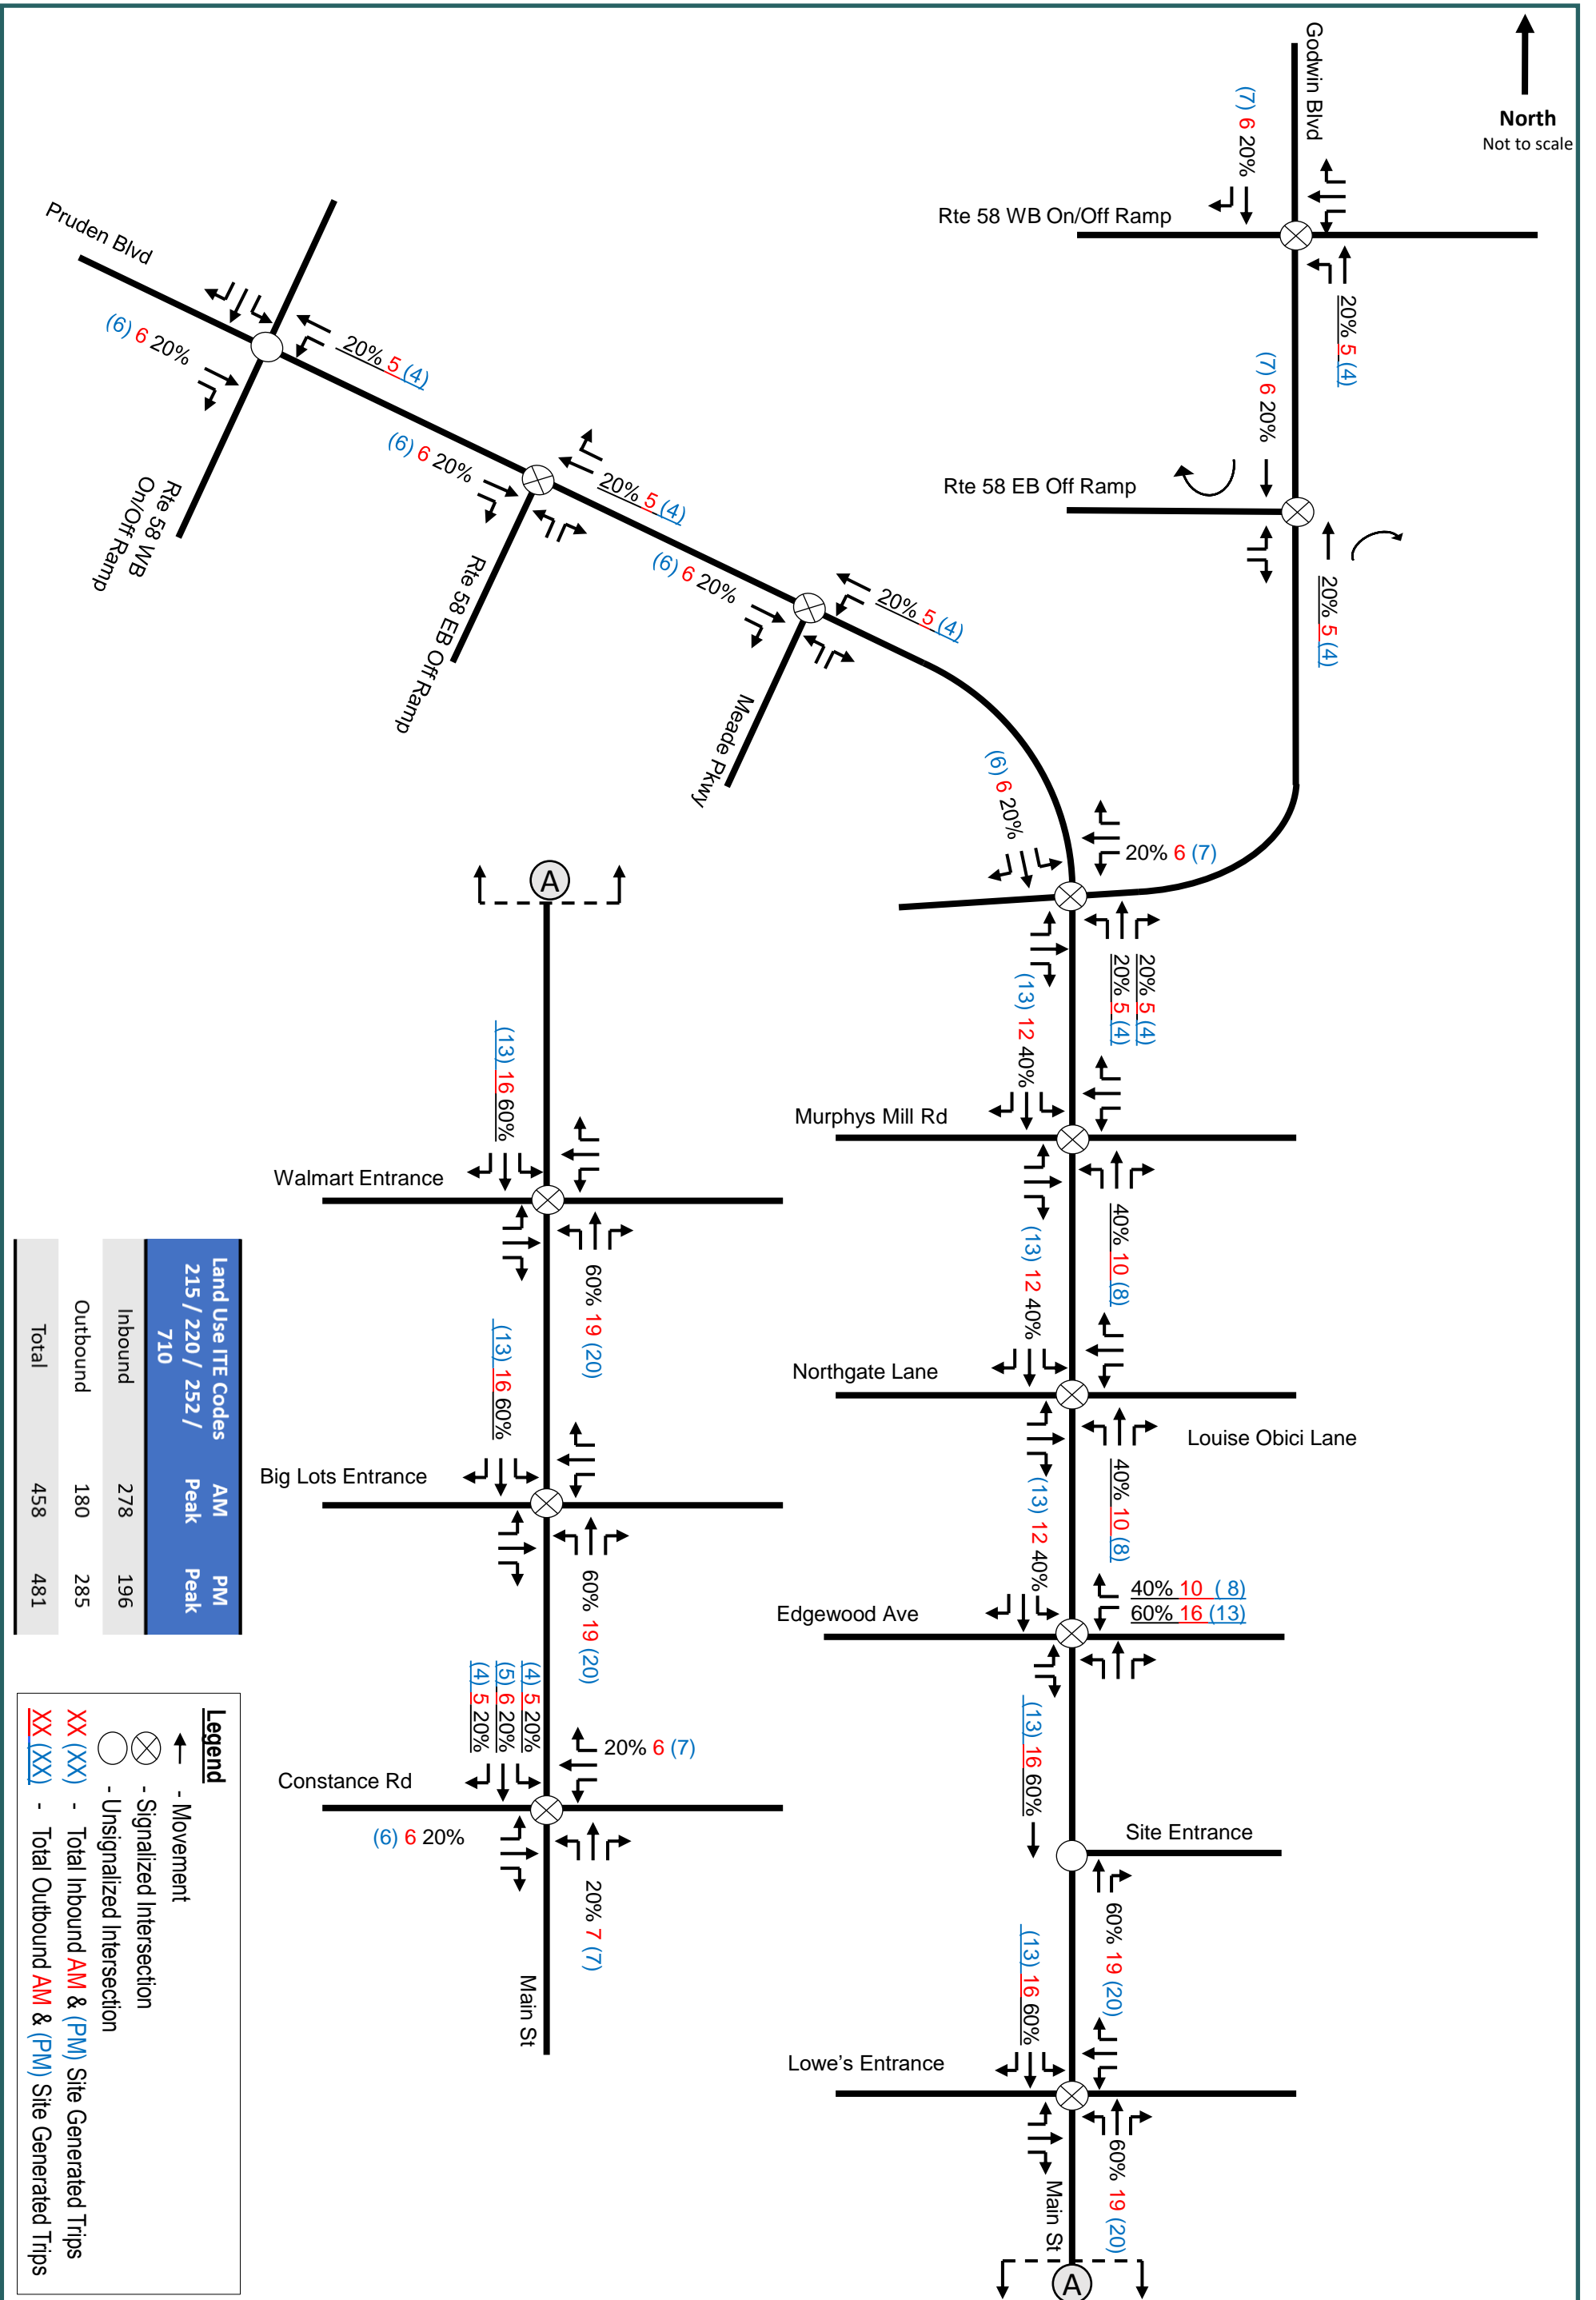 North
Not to scale
Godwin Blvd
(7) 6 20%
Rte 58 WB On/Off Ramp
20% 5 (4)
(7) 6 20%
Rte 58 EB Off Ramp
20% 5 (4)
Pruden Blvd
(6) 6 20%
20% 5 (4)
Rte 58 WB
On/Off Ramp
(6) 6 20%
20% 5 (4)
Rte 58 EB Off Ramp
(6) 6 20%
20% 5 (4)
Meade Pkwy
(6) 6 20%
20% 6 (7)
20% 5 (4)
20% 5 (4)
(13) 12 40%
Murphys Mill Rd
40% 10 (8)
(13) 12 40%
Northgate Lane
Louise Obici Lane
40% 10 (8)
(13) 12 40%
40% 10 ( 8)
60% 16 (13)
Edgewood Ave
(13) 16 60%
Site Entrance
60% 19 (20)
(13) 16 60%
Lowe's Entrance
60% 19 (20)
Main St
A
A
(13) 16 60%
Walmart Entrance
60% 19 (20)
(13) 16 60%
Big Lots Entrance
60% 19 (20)
(4) 5 20%
(5) 6 20%
(4) 5 20%
20% 6 (7)
Constance Rd
(6) 6 20%
20% 7 (7)
Main St
Land Use ITE Codes
215 / 220 / 252 /
710
AM
Peak
PM
Peak
Inbound 278 196
Outbound 180 285
Total 458 481
Legend
- Movement
- Signalized Intersection
- Unsignalized Intersection
XX (XX) - Total Inbound AM & (PM) Site Generated Trips
XX (XX) - Total Outbound AM & (PM) Site Generated Trips